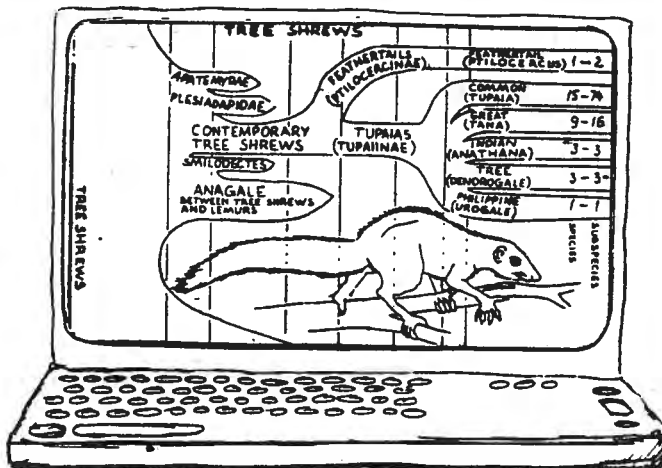 TREE SHREWS
APATEMYRAE
PLESIADAPIDAE
CONTEMPORARY
TREE SHREWS
SMILODECTES
ANAGALE
BETWEEN TREE SHREWS
AND LEMURS
FEATHERTAILS
(PTILOCERCINAE)
TUPAIAS
(TUPAIINAE)
FEATHERTAIL
(PTILOCERCUS) 1-2
COMMON
(TUPAIA) 15-74
GREAT
(TANA) 9-16
INDIAN
(ANATHANA) 3-3
TREE
(DENDROGALE) 3-3
PHILIPPINE
(UROGALE) 1-1
SPECIES
SUBSPECIES
TREE SHREWS